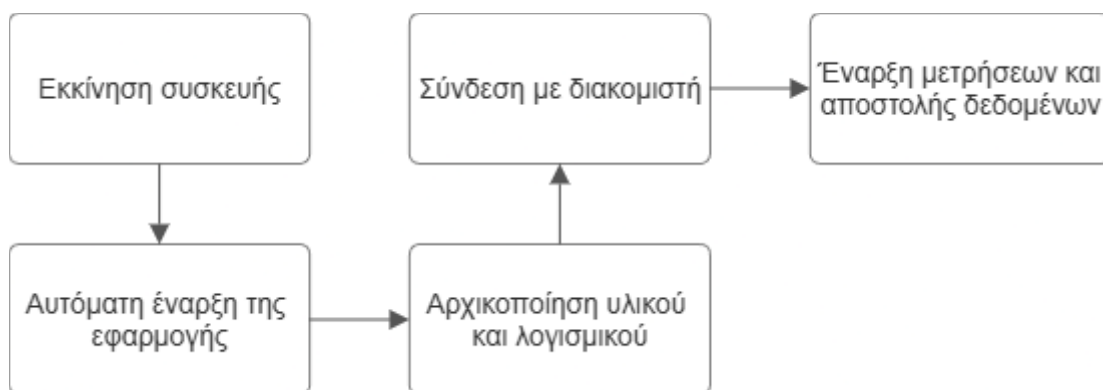 Εκκίνηση συσκευής
Αυτόματη έναρξη της
εφαρμογής
Αρχικοποίηση υλικού
και λογισμικού
Σύνδεση με διακομιστή
Έναρξη μετρήσεων και
αποστολής δεδομένων